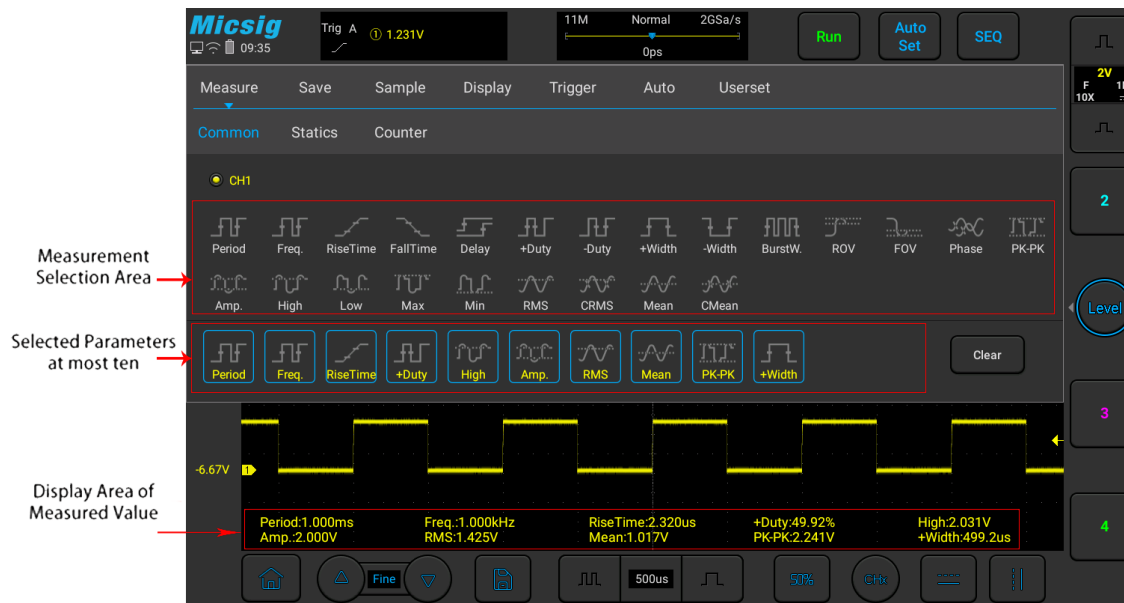 Micsig
09:35
Trig A ① 1.231V
11M Normal 2GSa/s
0ps
Run
Auto
Set
SEQ
Measure Save Sample Display Trigger Auto Userset
2V
F
10X
Common Statics Counter
CH1
2
Measurement
Selection Area
Period Freq. RiseTime FallTime Delay +Duty -Duty +Width -Width BurstW. ROV FOV Phase PK-PK
Amp. High Low Max Min RMS CRMS Mean CMean
Level
Selected Parameters
at most ten
Period Freq. RiseTime +Duty High Amp. RMS Mean PK-PK +Width
Clear
3
-6.67V 1
Display Area of
Measured Value
Period:1.000ms Freq.:1.000kHz RiseTime:2.320us +Duty:49.92% High:2.031V
Amp.:2.000V RMS:1.425V Mean:1.017V PK-PK:2.241V +Width:499.2us
4
Fine 500us 50% CHX